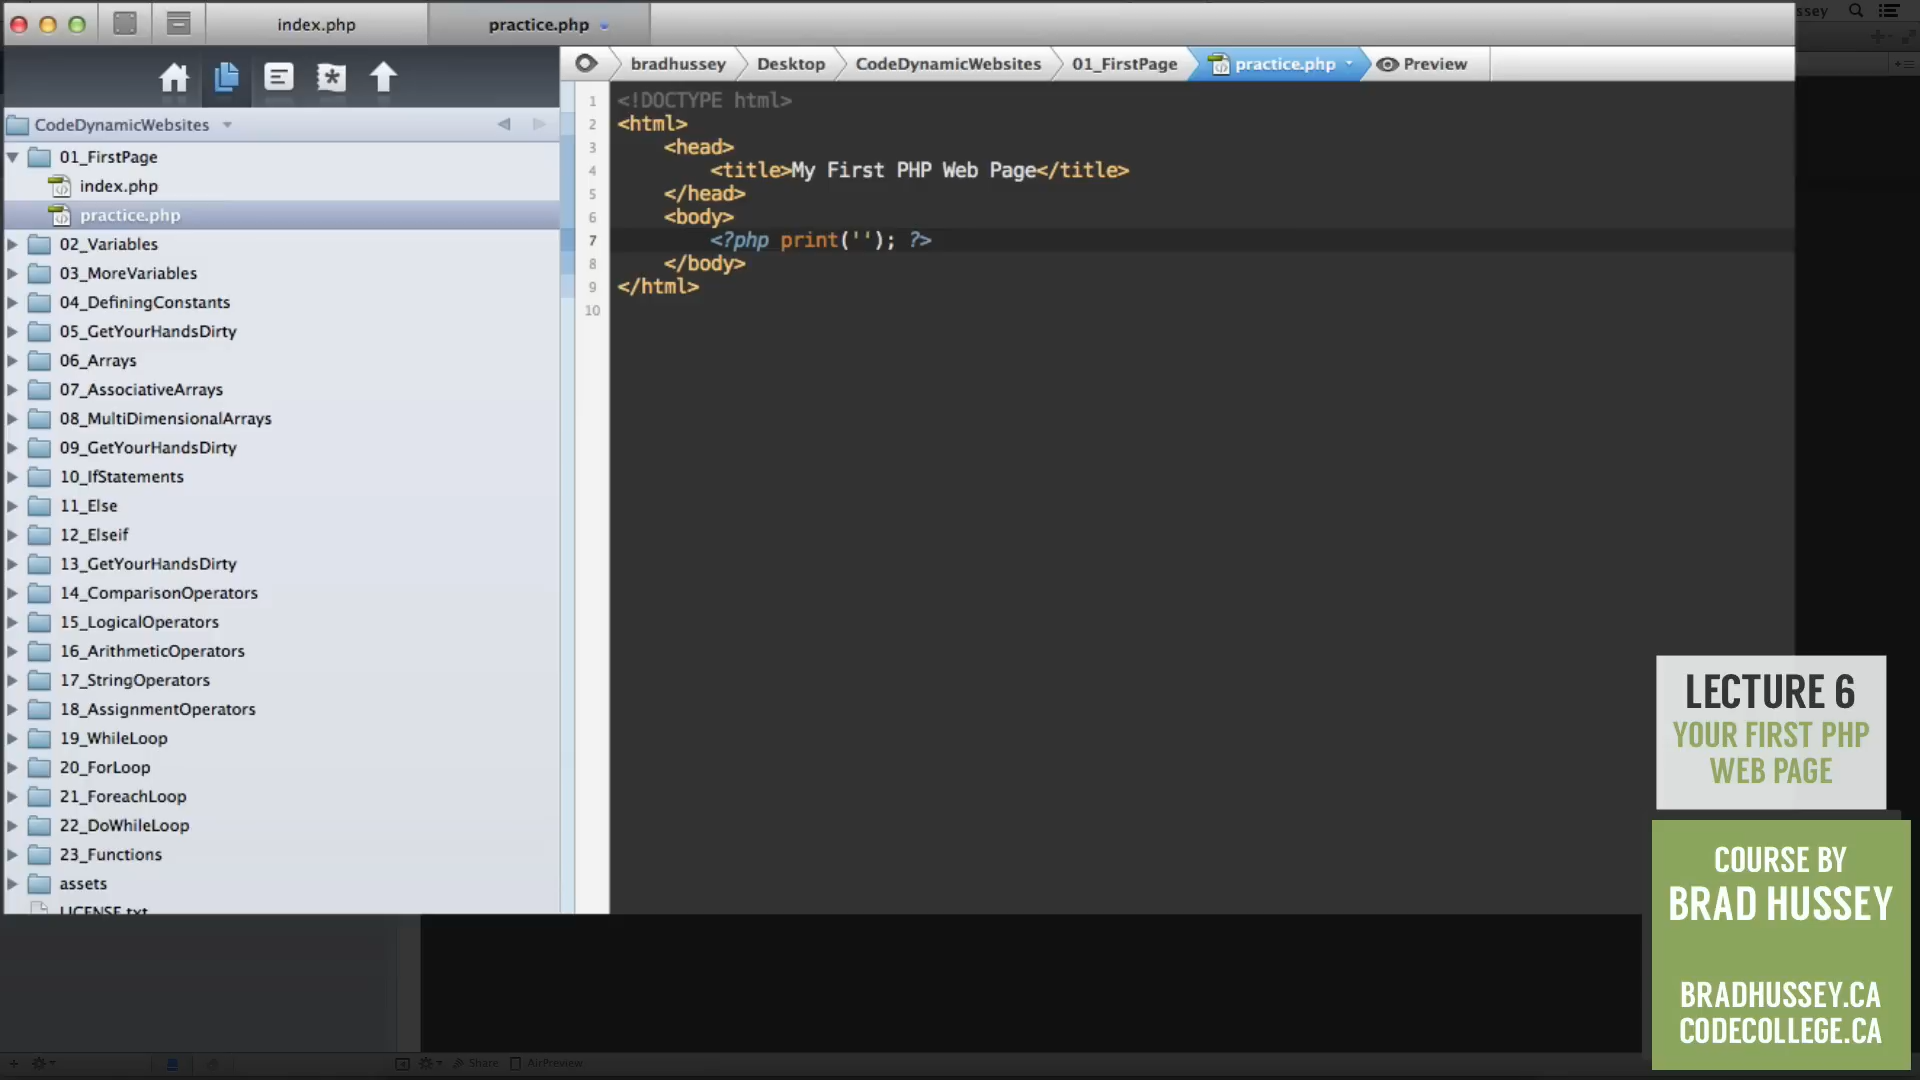 index.php
practice.php
ssey
bradhussey
Desktop
CodeDynamicWebsites
01_FirstPage
practice.php
Preview
CodeDynamicWebsites
01_FirstPage
index.php
practice.php
02_Variables
03_MoreVariables
04_DefiningConstants
05_GetYourHandsDirty
06_Arrays
07_AssociativeArrays
08_MultiDimensionalArrays
09_GetYourHandsDirty
10_IfStatements
11_Else
12_Elseif
13_GetYourHandsDirty
14_ComparisonOperators
15_LogicalOperators
16_ArithmeticOperators
17_StringOperators
18_AssignmentOperators
19_WhileLoop
20_ForLoop
21_ForeachLoop
22_DoWhileLoop
23_Functions
assets
LICENSE.txt
1 <!DOCTYPE html>
2 <html>
3 <head>
4 <title>My First PHP Web Page</title>
5 </head>
6 <body>
7 <?php print(''); ?>
8 </body>
9 </html>
10
LECTURE 6
YOUR FIRST PHP
WEB PAGE
COURSE BY
BRAD HUSSEY
BRADHUSSEY.CA
CODECOLLEGE.CA
Share
AirPreview